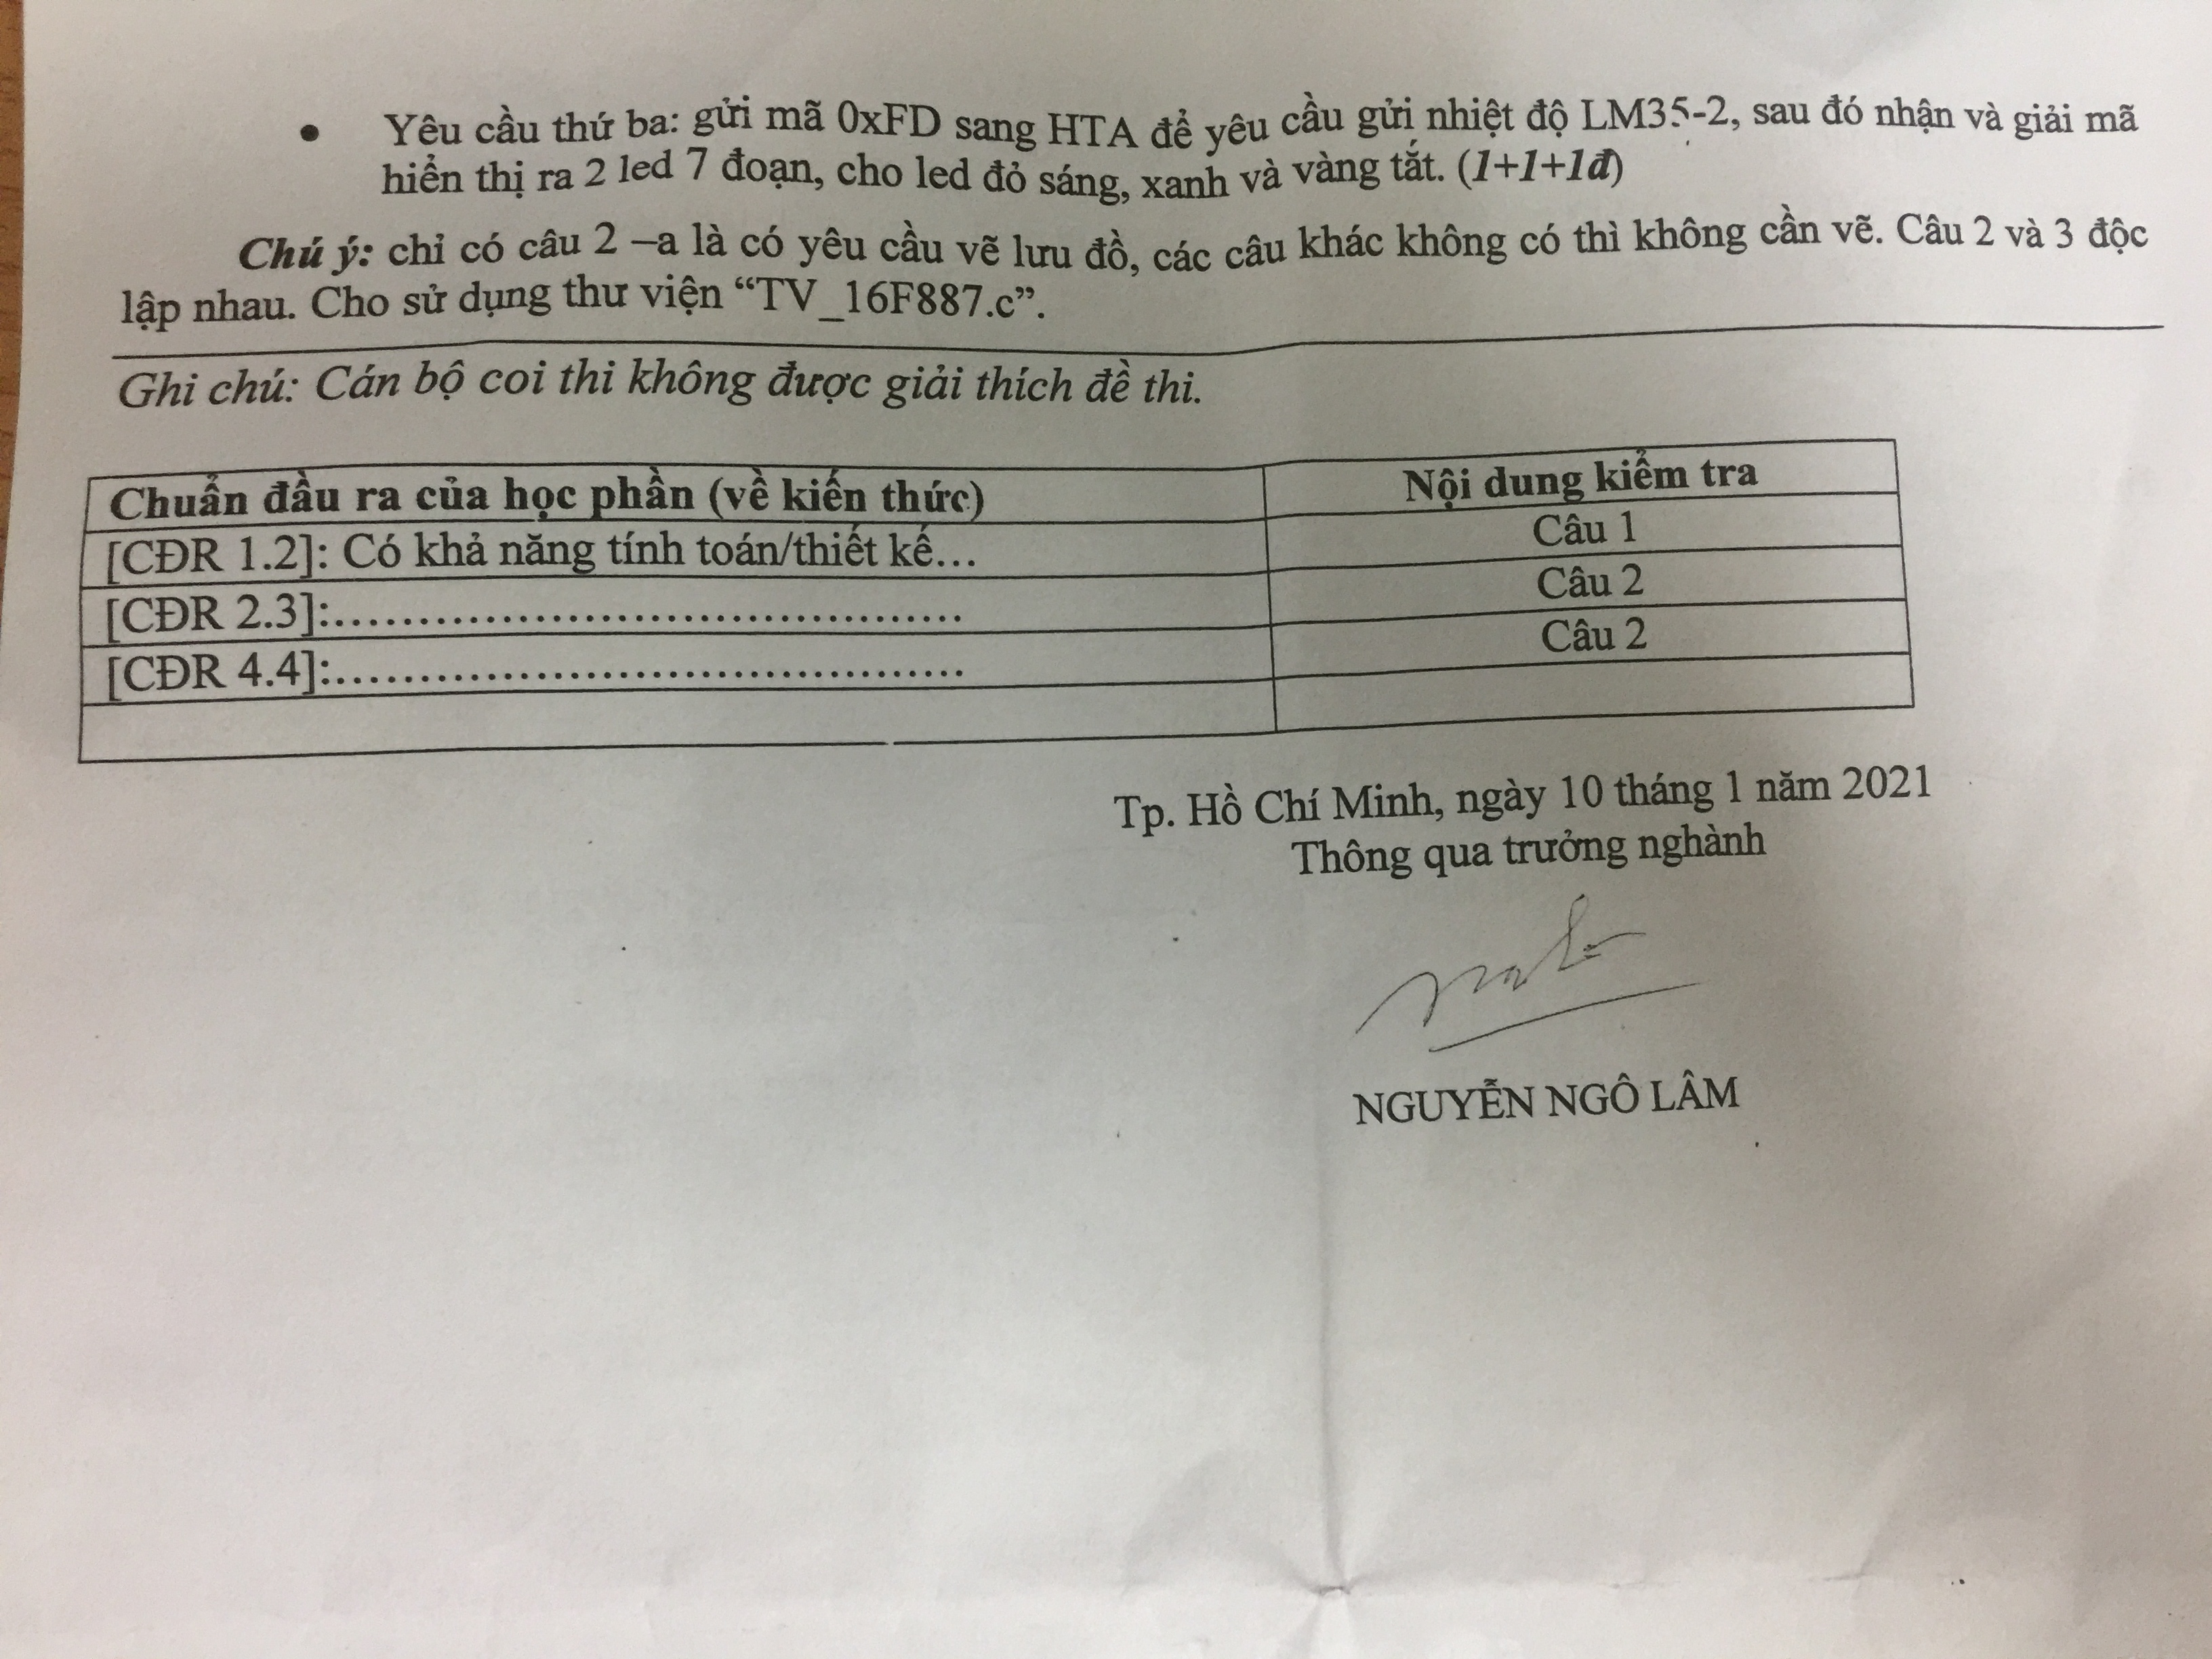 • Yêu cầu thứ ba: gửi mã 0xFD sang HTA để yêu cầu gửi nhiệt độ LM35-2, sau đó nhận và giải mã
hiển thị ra 2 led 7 đoạn, cho led đỏ sáng, xanh và vàng tắt. (1+1+1đ)
Chú ý: chỉ có câu 2 –a là có yêu cầu vẽ lưu đồ, các câu khác không có thì không cần vẽ. Câu 2 và 3 độc
lập nhau. Cho sử dụng thư viện “TV_16F887.c”.
Ghi chú: Cán bộ coi thi không được giải thích đề thi.
Chuẩn đầu ra của học phần (về kiến thức) Nội dung kiểm tra
[CĐR 1.2]: Có khả năng tính toán/thiết kế... Câu 1
[CĐR 2.3]:.......................................... Câu 2
[CĐR 4.4]:.......................................... Câu 2
Tp. Hồ Chí Minh, ngày 10 tháng 1 năm 2021
Thông qua trưởng nghành
NGUYỄN NGÔ LÂM